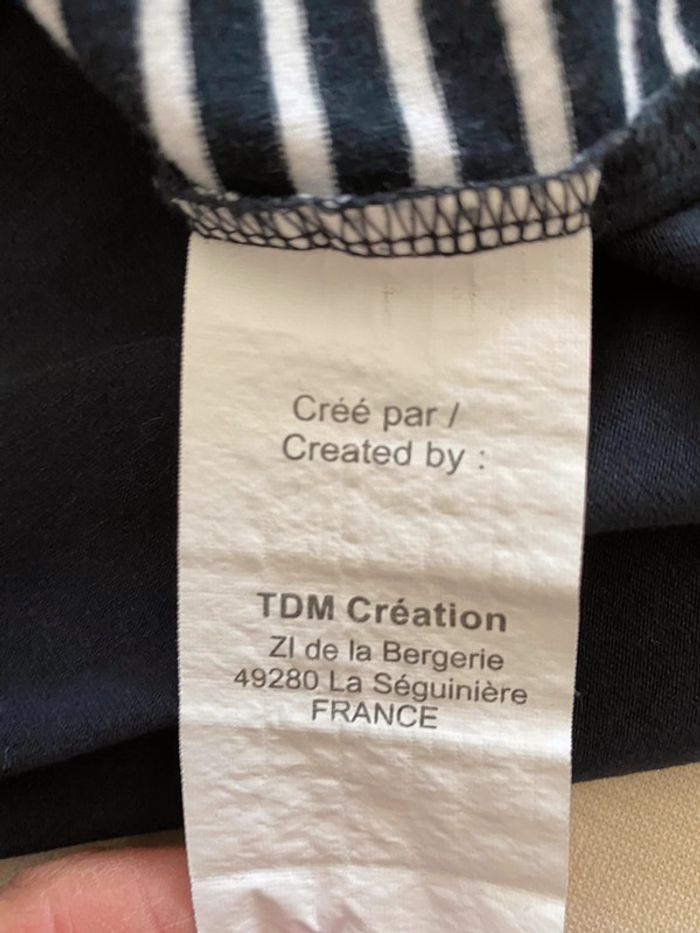 Créé par /
Created by :
TDM Création
ZI de la Bergerie
49280 La Séguinière
FRANCE